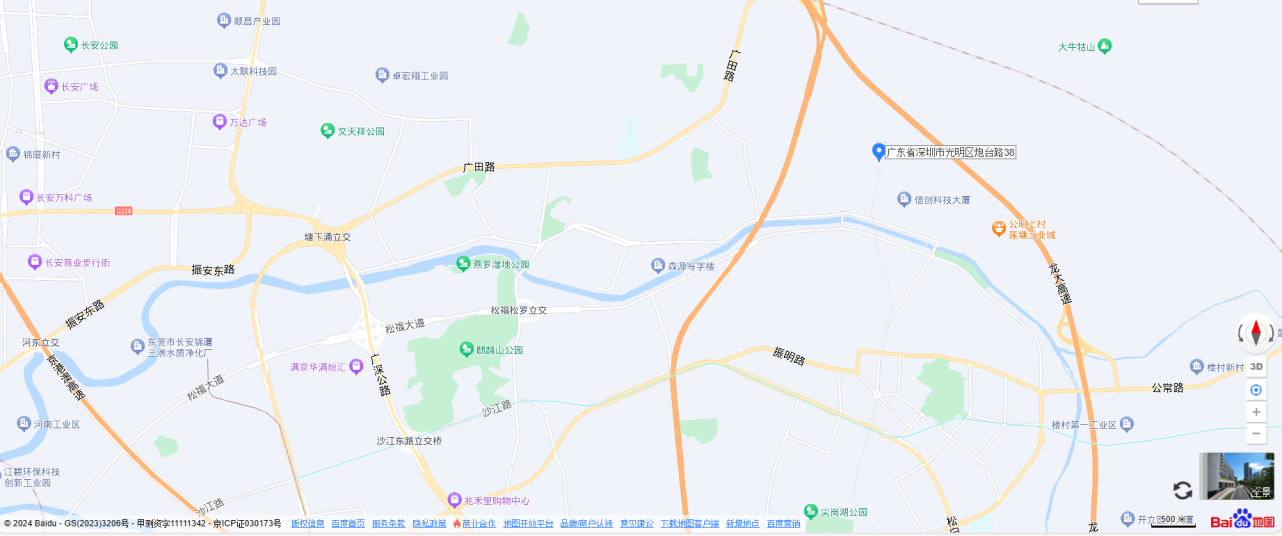 顺昌产业园
长安公园
大牛牯山
广田路
太联科技园
卓宏翔工业园
长安广场
万达广场
文天祥公园
锦厦新村
广东省深圳市光明区炮台路38
广田路
长安万科广场
信创科技大厦
G228
公明上村
莲塘工业城
塘下涌立交
长安商业步行街
振安东路
燕罗湿地公园
森源写字楼
龙大高速
振安东路
松福松罗立交
松福大道
河东立交
东莞市长安锦厦
三洲水质净化厂
麒麟山公园
振明路
京港澳高速
满京华满纷汇
广深公路
3D
楼村新村
松福大道
公常路
沙江路
河南工业区
楼村第一工业区
沙江东路立交桥
江碧环保科技
创新工业园
全景
兆禾里购物中心
沙江路
尖岗湖公园
松
龙
500 米
Bai 地图
© 2024 Baidu - GS(2023)3206号 - 甲测资字11111342 - 京ICP证030173号 版权信息 百度首页 服务条款 隐私政策 商业合作 地图开放平台 品牌/商户认领 意见建议 下载地图客户端 新增地点 百度营销